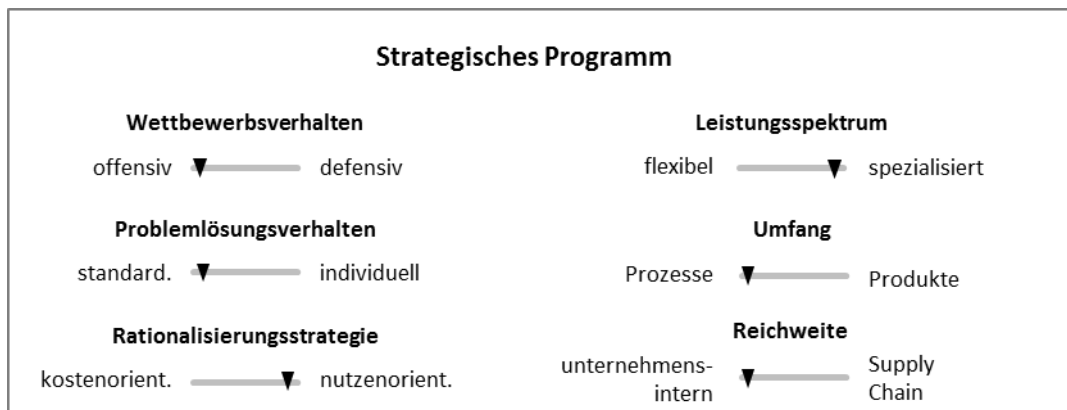 Strategisches Programm
Wettbewerbsverhalten
offensiv defensiv
Problemlösungsverhalten
standard. individuell
Rationalisierungsstrategie
kostenorient. nutzenorient.
Leistungsspektrum
flexibel spezialisiert
Umfang
Prozesse Produkte
Reichweite
unternehmens-
intern
Supply
Chain